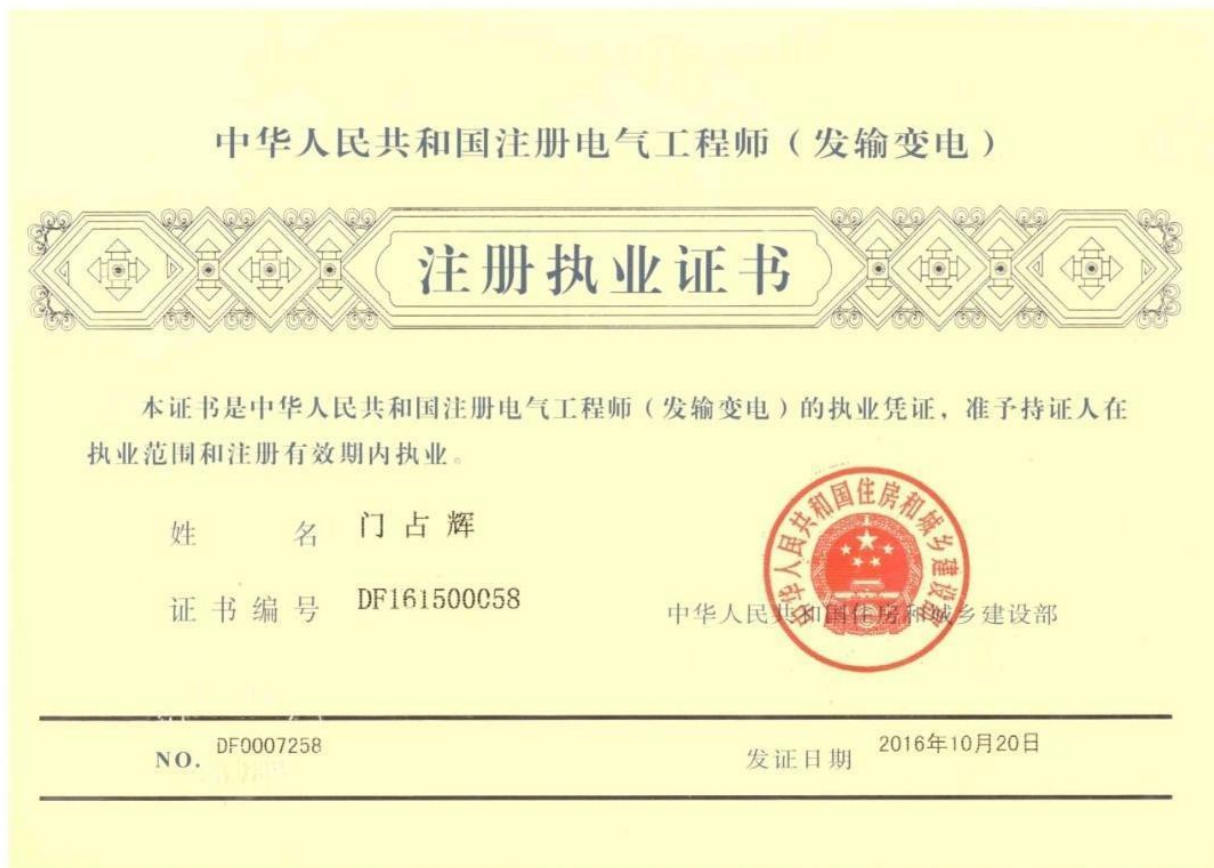 中华人民共和国注册电气工程师（发输变电）
注册执业证书
本证书是中华人民共和国注册电气工程师（发输变电）的执业凭证，准予持证人在
执业范围和注册有效期内执业。
姓 名 门占辉
证书编号 DF161500058
中华人民共和国住房和城乡建设部
中华人民共和国住房和城乡建设部
NO. DF0007258
发证日期 2016年10月20日